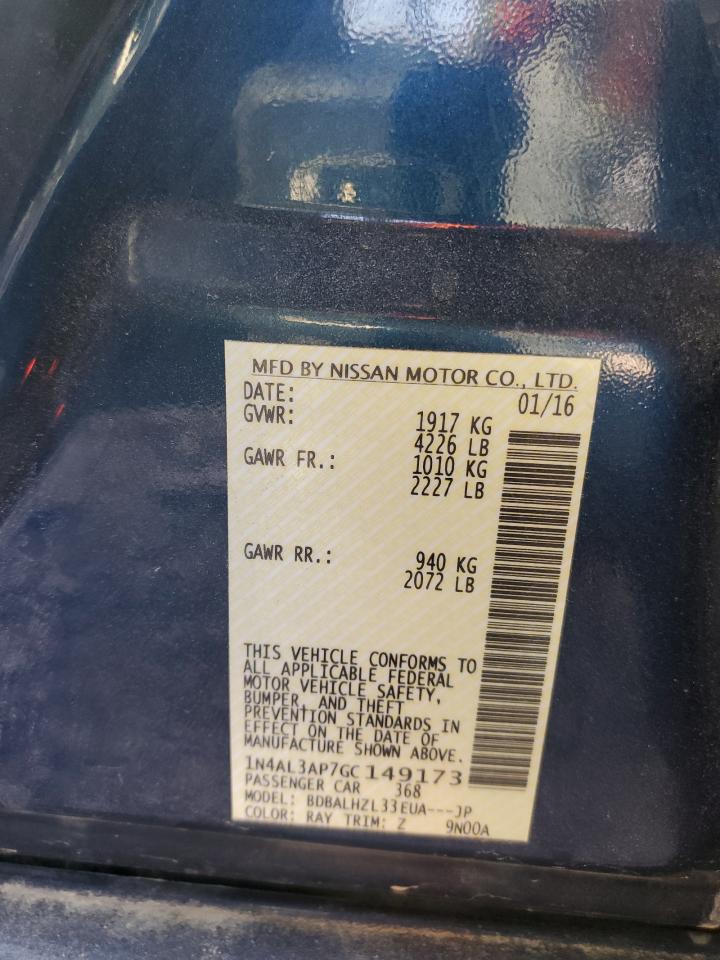 MFD BY NISSAN MOTOR CO., LTD.
DATE: 01/16
GVWR: 1917 KG
4226 LB
GAWR FR.: 1010 KG
2227 LB
GAWR RR.: 940 KG
2072 LB
THIS VEHICLE CONFORMS TO
ALL APPLICABLE FEDERAL
MOTOR VEHICLE SAFETY,
BUMPER, AND THEFT
PREVENTION STANDARDS IN
EFFECT ON THE DATE OF
MANUFACTURE SHOWN ABOVE.
1N4AL3AP7GC149173
PASSENGER CAR 368
MODEL: BDBALHZL33EUA---JP
COLOR: RAY TRIM: Z 9N00A